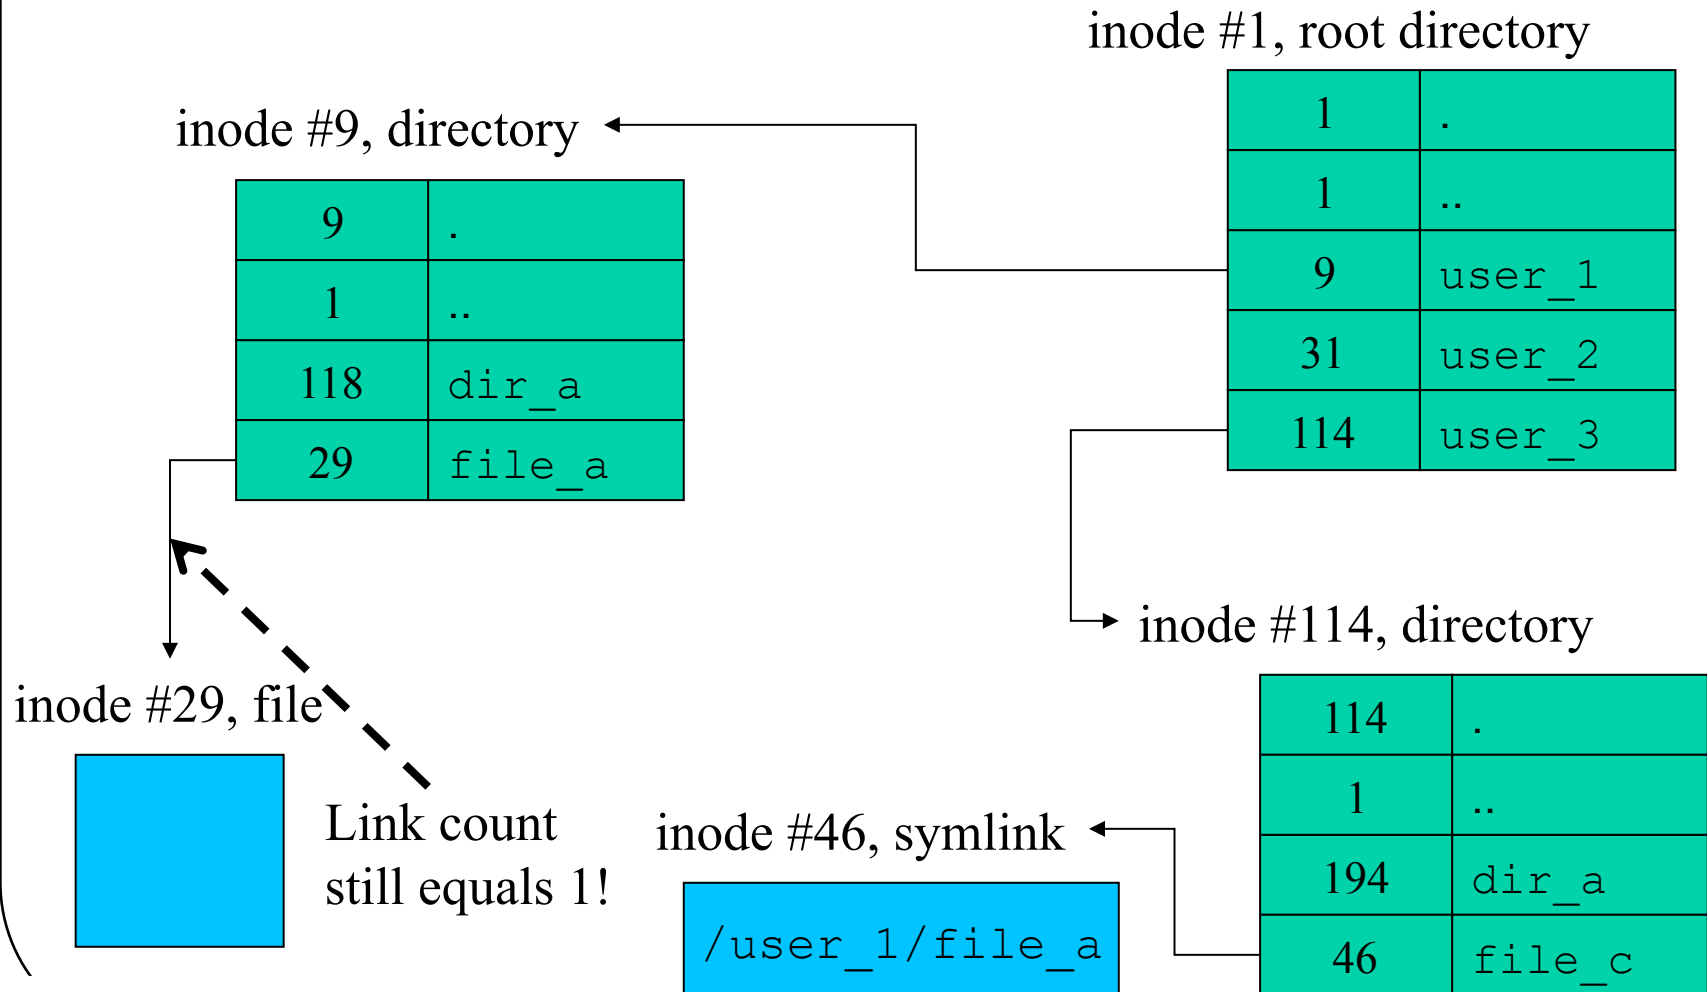 inode #1, root directory
1 .
1 ..
9 user_1
31 user_2
114 user_3
inode #9, directory
9 .
1 ..
118 dir_a
29 file_a
inode #29, file
Link count
still equals 1!
inode #114, directory
114 .
1 ..
194 dir_a
46 file_c
inode #46, symlink
/user_1/file_a